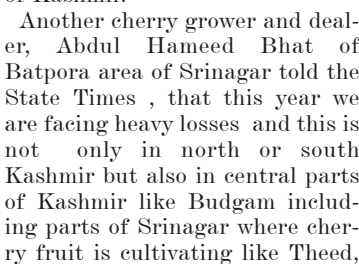 of Kashmir.
Another cherry grower and deal-
er, Abdul Hameed Bhat of
Batpora area of Srinagar told the
State Times , that this year we
are facing heavy losses and this is
not only in north or south
Kashmir but also in central parts
of Kashmir like Budgam includ-
ing parts of Srinagar where cher-
ry fruit is cultivating like Theed,